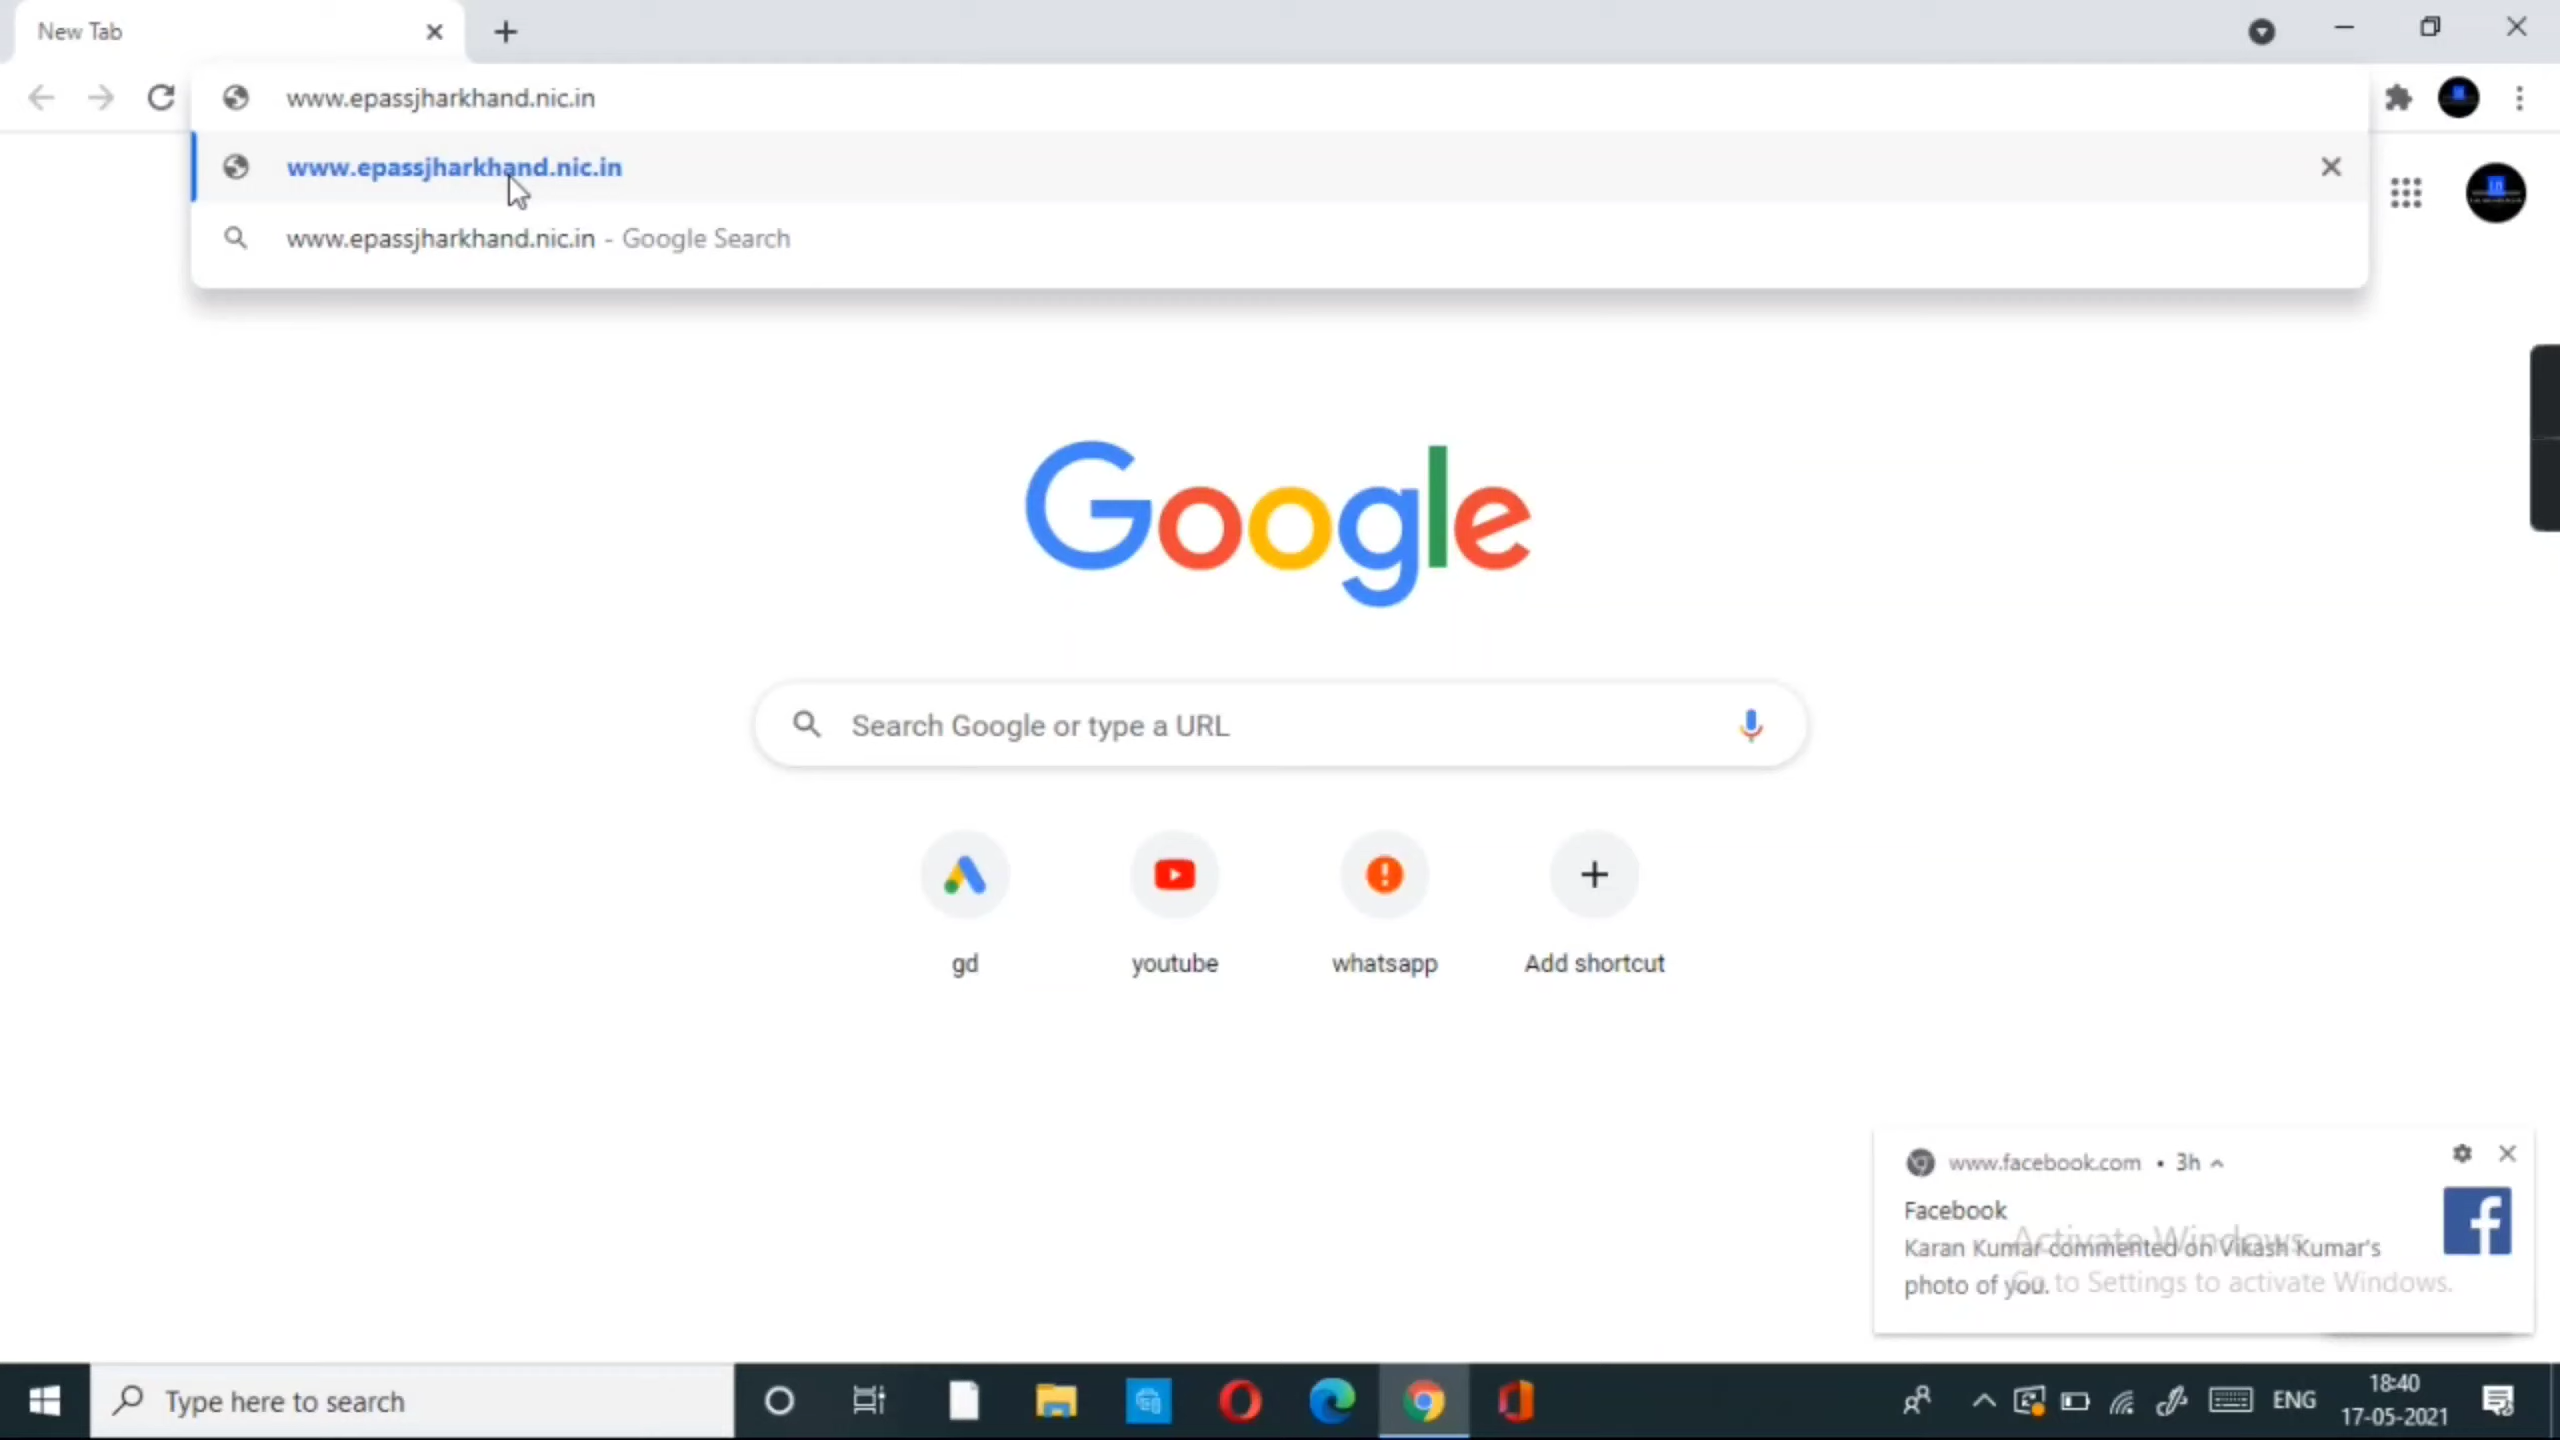 New Tab
www.epassjharkhand.nic.in
www.epassjharkhand.nic.in
www.epassjharkhand.nic.in - Google Search
Google
Search Google or type a URL
gd youtube whatsapp Add shortcut
www.facebook.com • 3h
Facebook
Karan Kumar commented on Vikash Kumar's
photo of you.
Activate Windows
Go to Settings to activate Windows.
Type here to search
ENG
18:40
17-05-2021